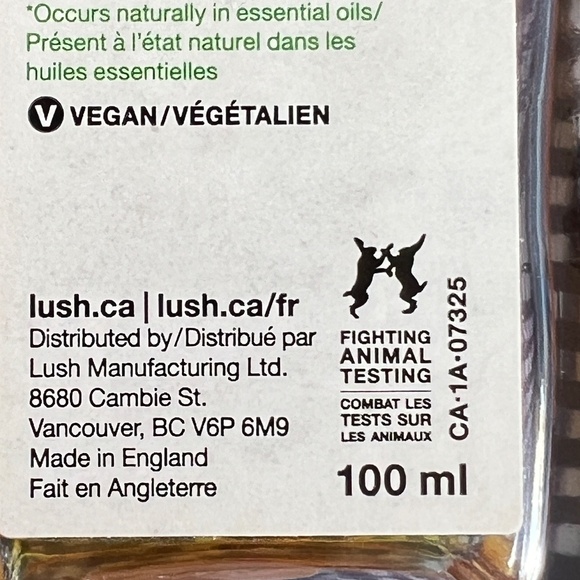 *Occurs naturally in essential oils/
Présent à l'état naturel dans les
huiles essentielles
V VEGAN/VÉGÉTALIEN
lush.ca | lush.ca/fr
Distributed by/Distribué par
Lush Manufacturing Ltd.
8680 Cambie St.
Vancouver, BC V6P 6M9
Made in England
Fait en Angleterre
FIGHTING
ANIMAL
TESTING
COMBAT LES
TESTS SUR
LES ANIMAUX
CA·1A·07325
100 ml